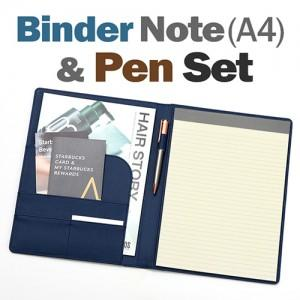 Binder Note (A4)
& Pen Set
HAIR STORY
STARBUCKS
CARD &
MY STARBUCKS
REWARDS